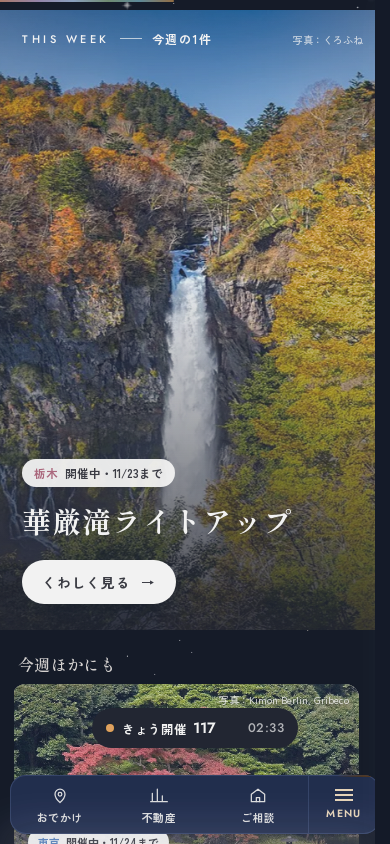 THIS WEEK — 今週の1件
写真：くろふね
栃木 開催中・11/23まで
華厳滝ライトアップ
くわしく見る →
今週ほかにも
写真：Kimon Berlin, Gribeco
きょう開催 117 02:33
おでかけ
不動産
ご相談
MENU
東京 開催中・11/24まで